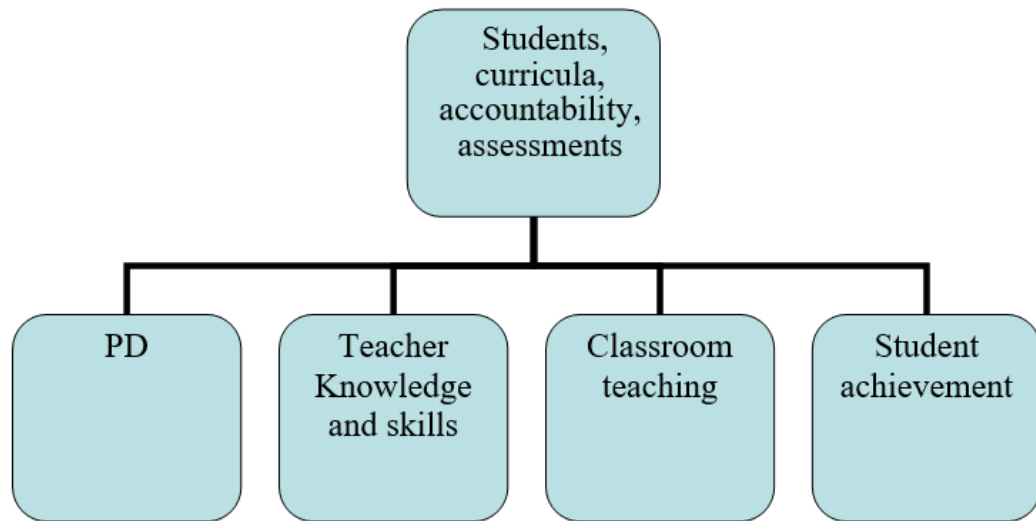 Students,
curricula,
accountability,
assessments
PD
Teacher
Knowledge
and skills
Classroom
teaching
Student
achievement